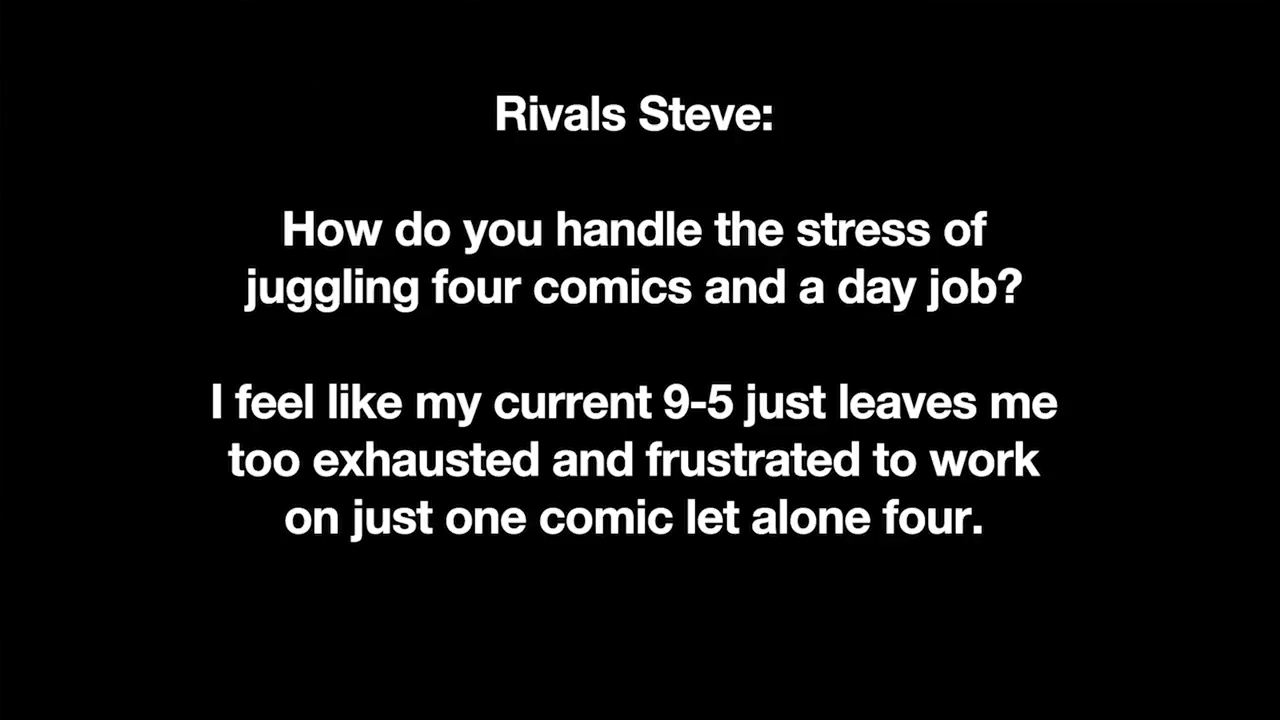 Rivals Steve:
How do you handle the stress of
juggling four comics and a day job?
I feel like my current 9-5 just leaves me
too exhausted and frustrated to work
on just one comic let alone four.